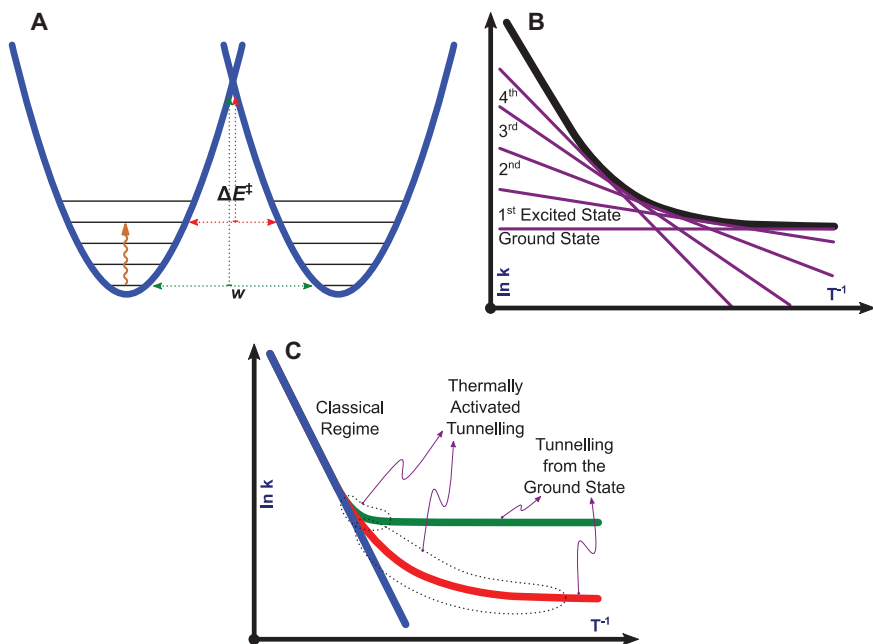 A
ΔE‡
w
B
4th
3rd
2nd
1st Excited State
Ground State
ln k
T-1
C
Classical
Regime
Thermally
Activated
Tunnelling
Tunnelling
from the
Ground State
ln k
T-1